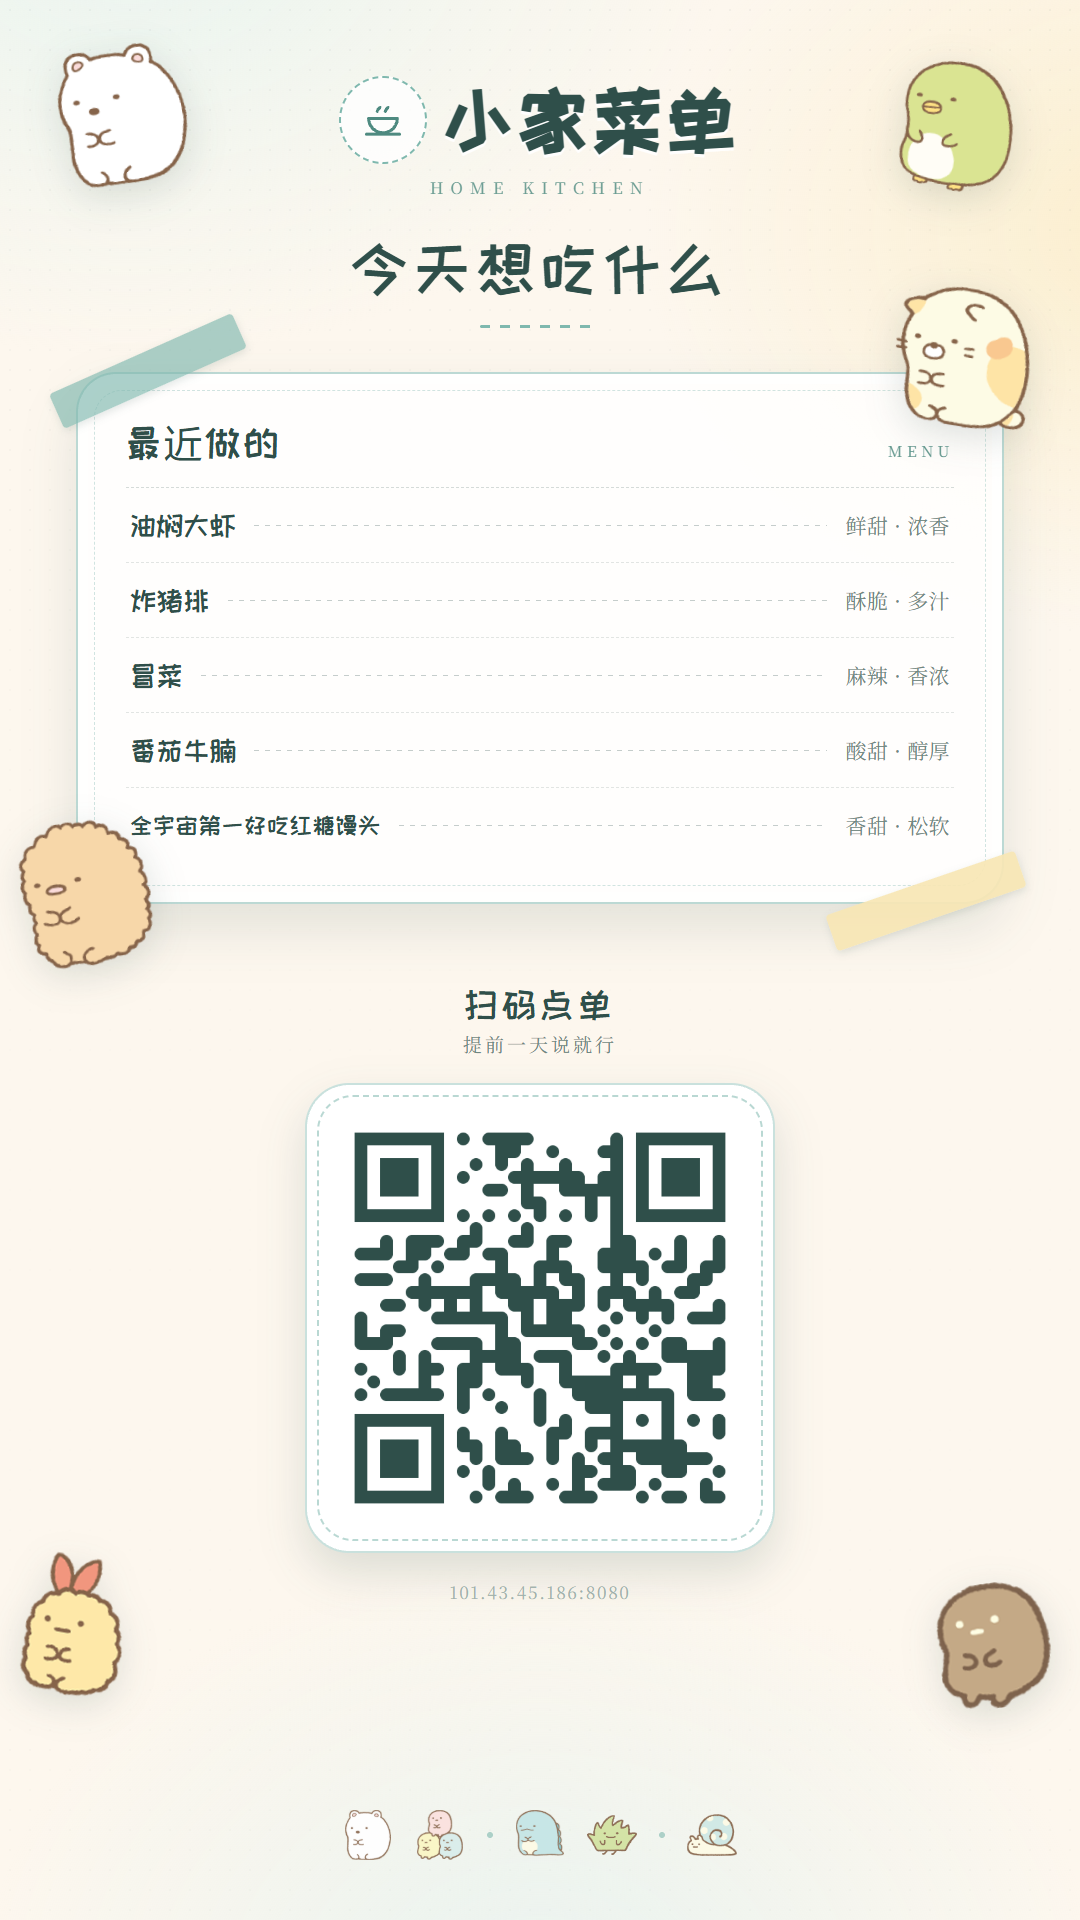 小家菜单
HOME KITCHEN
今天想吃什么
最近做的
MENU
油焖大虾 鲜甜 · 浓香
炸猪排 酥脆 · 多汁
冒菜 麻辣 · 香浓
番茄牛腩 酸甜 · 醇厚
全宇宙第一好吃红糖馒头 香甜 · 松软
扫码点单
提前一天说就行
101.43.45.186:8080